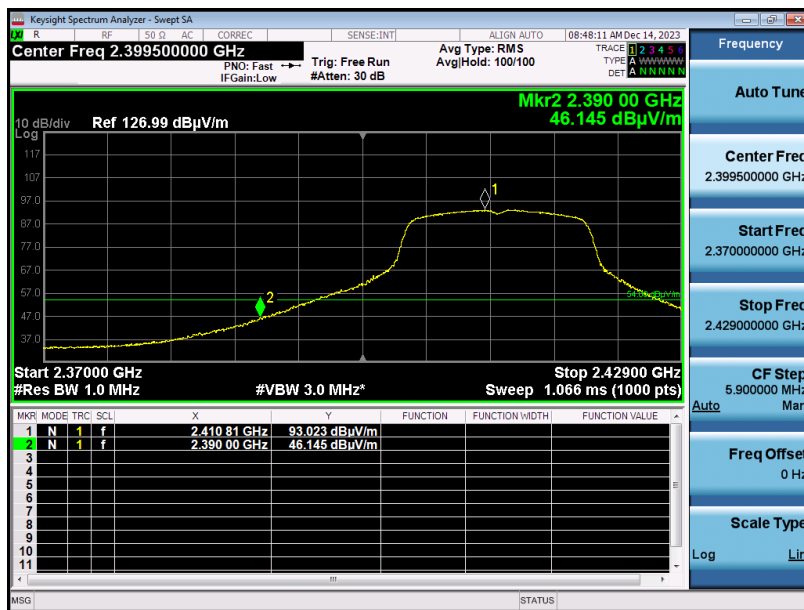 Keysight Spectrum Analyzer - Swept SA
LXI R RF 50 Ω AC CORREC SENSE:INT ALIGN AUTO 08:48:11 AM Dec 14, 2023
Center Freq 2.399500000 GHz
PNO: Fast
IFGain:Low
Trig: Free Run
#Atten: 30 dB
Avg Type: RMS
Avg|Hold: 100/100
TRACE 1 2 3 4 5 6
TYPE A W W W W W
DET A N N N N N
Mkr2 2.390 00 GHz
46.145 dBµV/m
10 dB/div Ref 126.99 dBµV/m
Log
117
107
97.0
87.0
77.0
67.0
57.0
47.0
37.0
1
2
54.00 dBµV/m
Start 2.37000 GHz Stop 2.42900 GHz
#Res BW 1.0 MHz #VBW 3.0 MHz* Sweep 1.066 ms (1000 pts)
MKR MODE TRC SCL X Y FUNCTION FUNCTION WIDTH FUNCTION VALUE
1 N 1 f 2.410 81 GHz 93.023 dBµV/m
2 N 1 f 2.390 00 GHz 46.145 dBµV/m
3
4
5
6
7
8
9
10
11
MSG STATUS
Frequency
Auto Tune
Center Freq
2.399500000 GHz
Start Freq
2.370000000 GHz
Stop Freq
2.429000000 GHz
CF Step
5.900000 MHz
Auto Man
Freq Offset
0 Hz
Scale Type
Log Lin